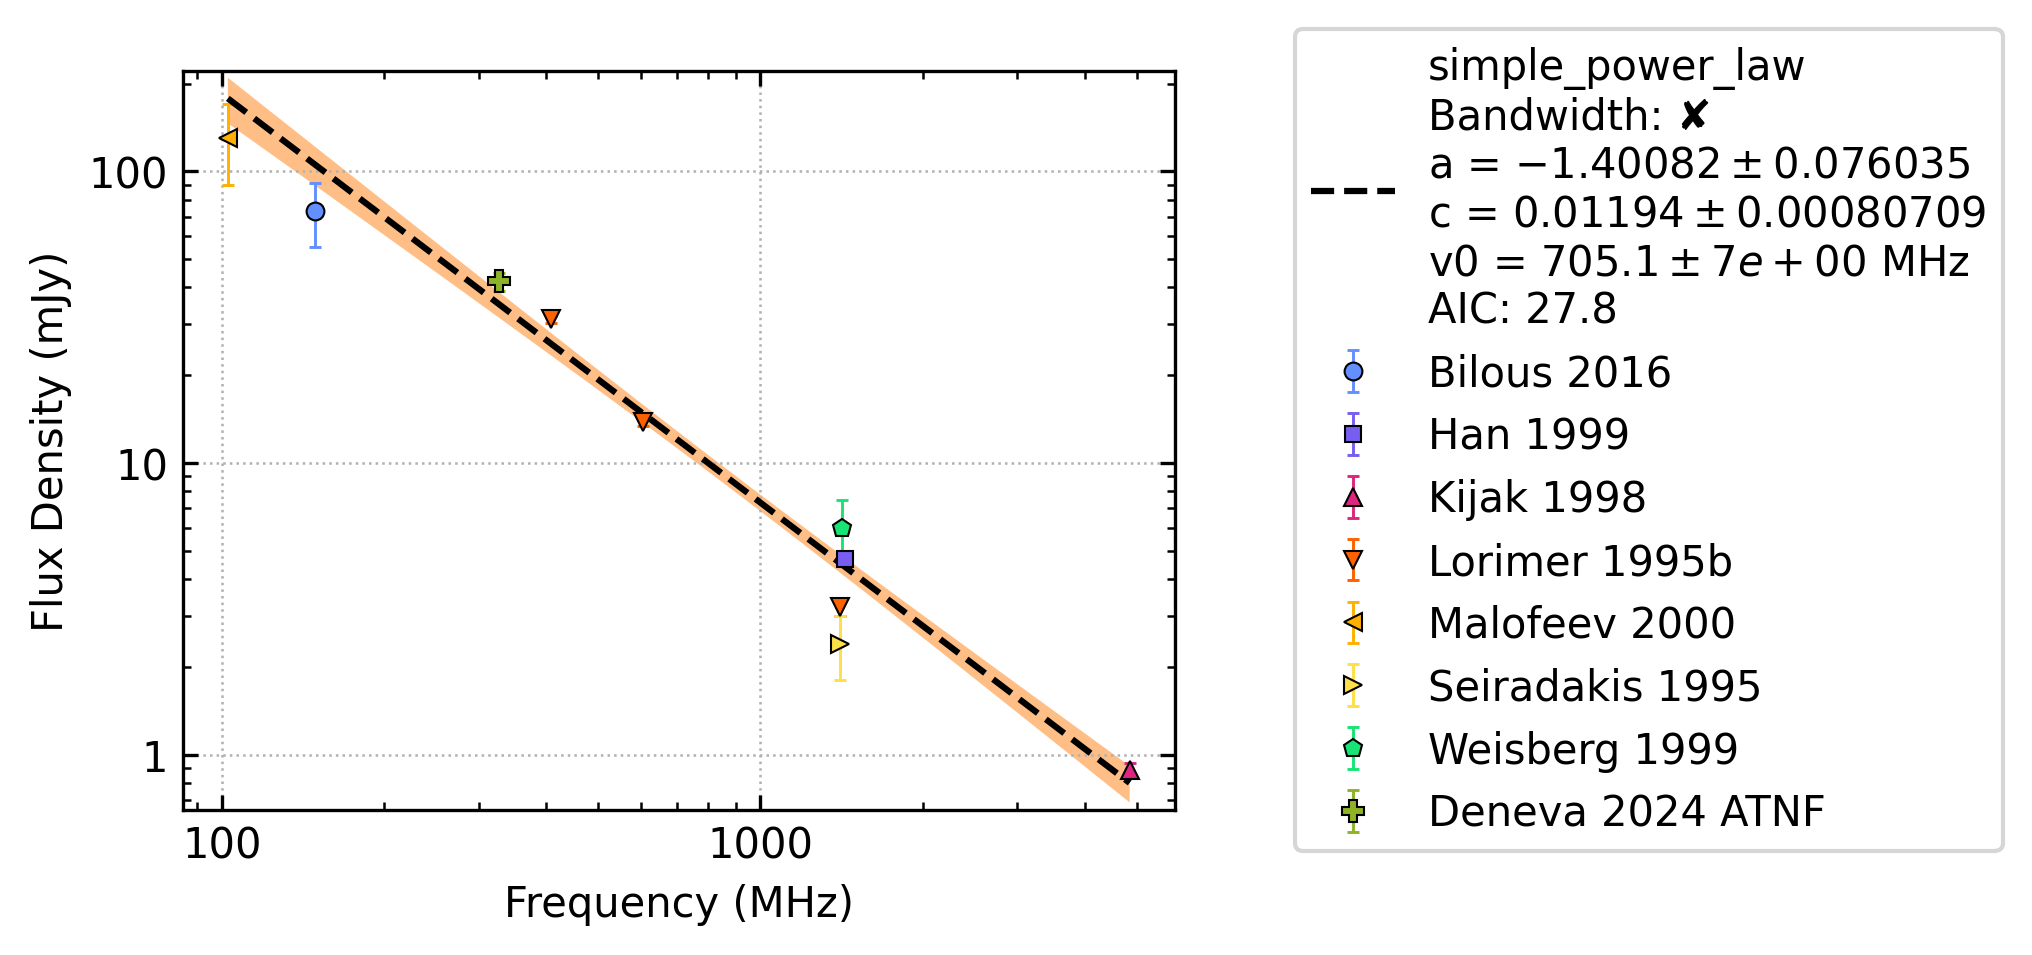 100
10
1
Flux Density (mJy)
100
1000
Frequency (MHz)
simple_power_law
Bandwidth: ✘
a = −1.40082 ± 0.076035
c = 0.01194 ± 0.00080709
v0 = 705.1 ± 7e + 00 MHz
AIC: 27.8
Bilous 2016
Han 1999
Kijak 1998
Lorimer 1995b
Malofeev 2000
Seiradakis 1995
Weisberg 1999
Deneva 2024 ATNF